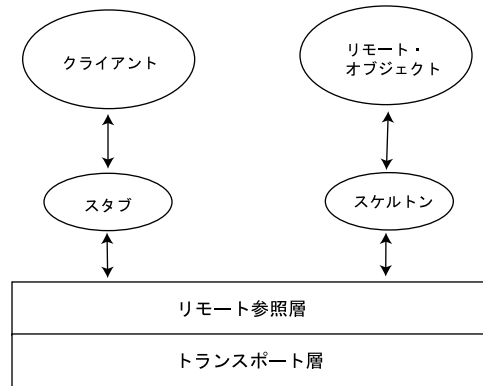 クライアント
リモート・
オブジェクト
スタブ
スケルトン
リモート参照層
トランスポート層